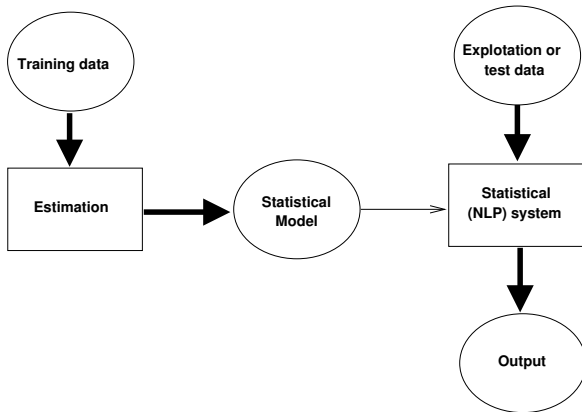 Training data
Explotation or
test data
Estimation
Statistical
Model
Statistical
(NLP) system
Output